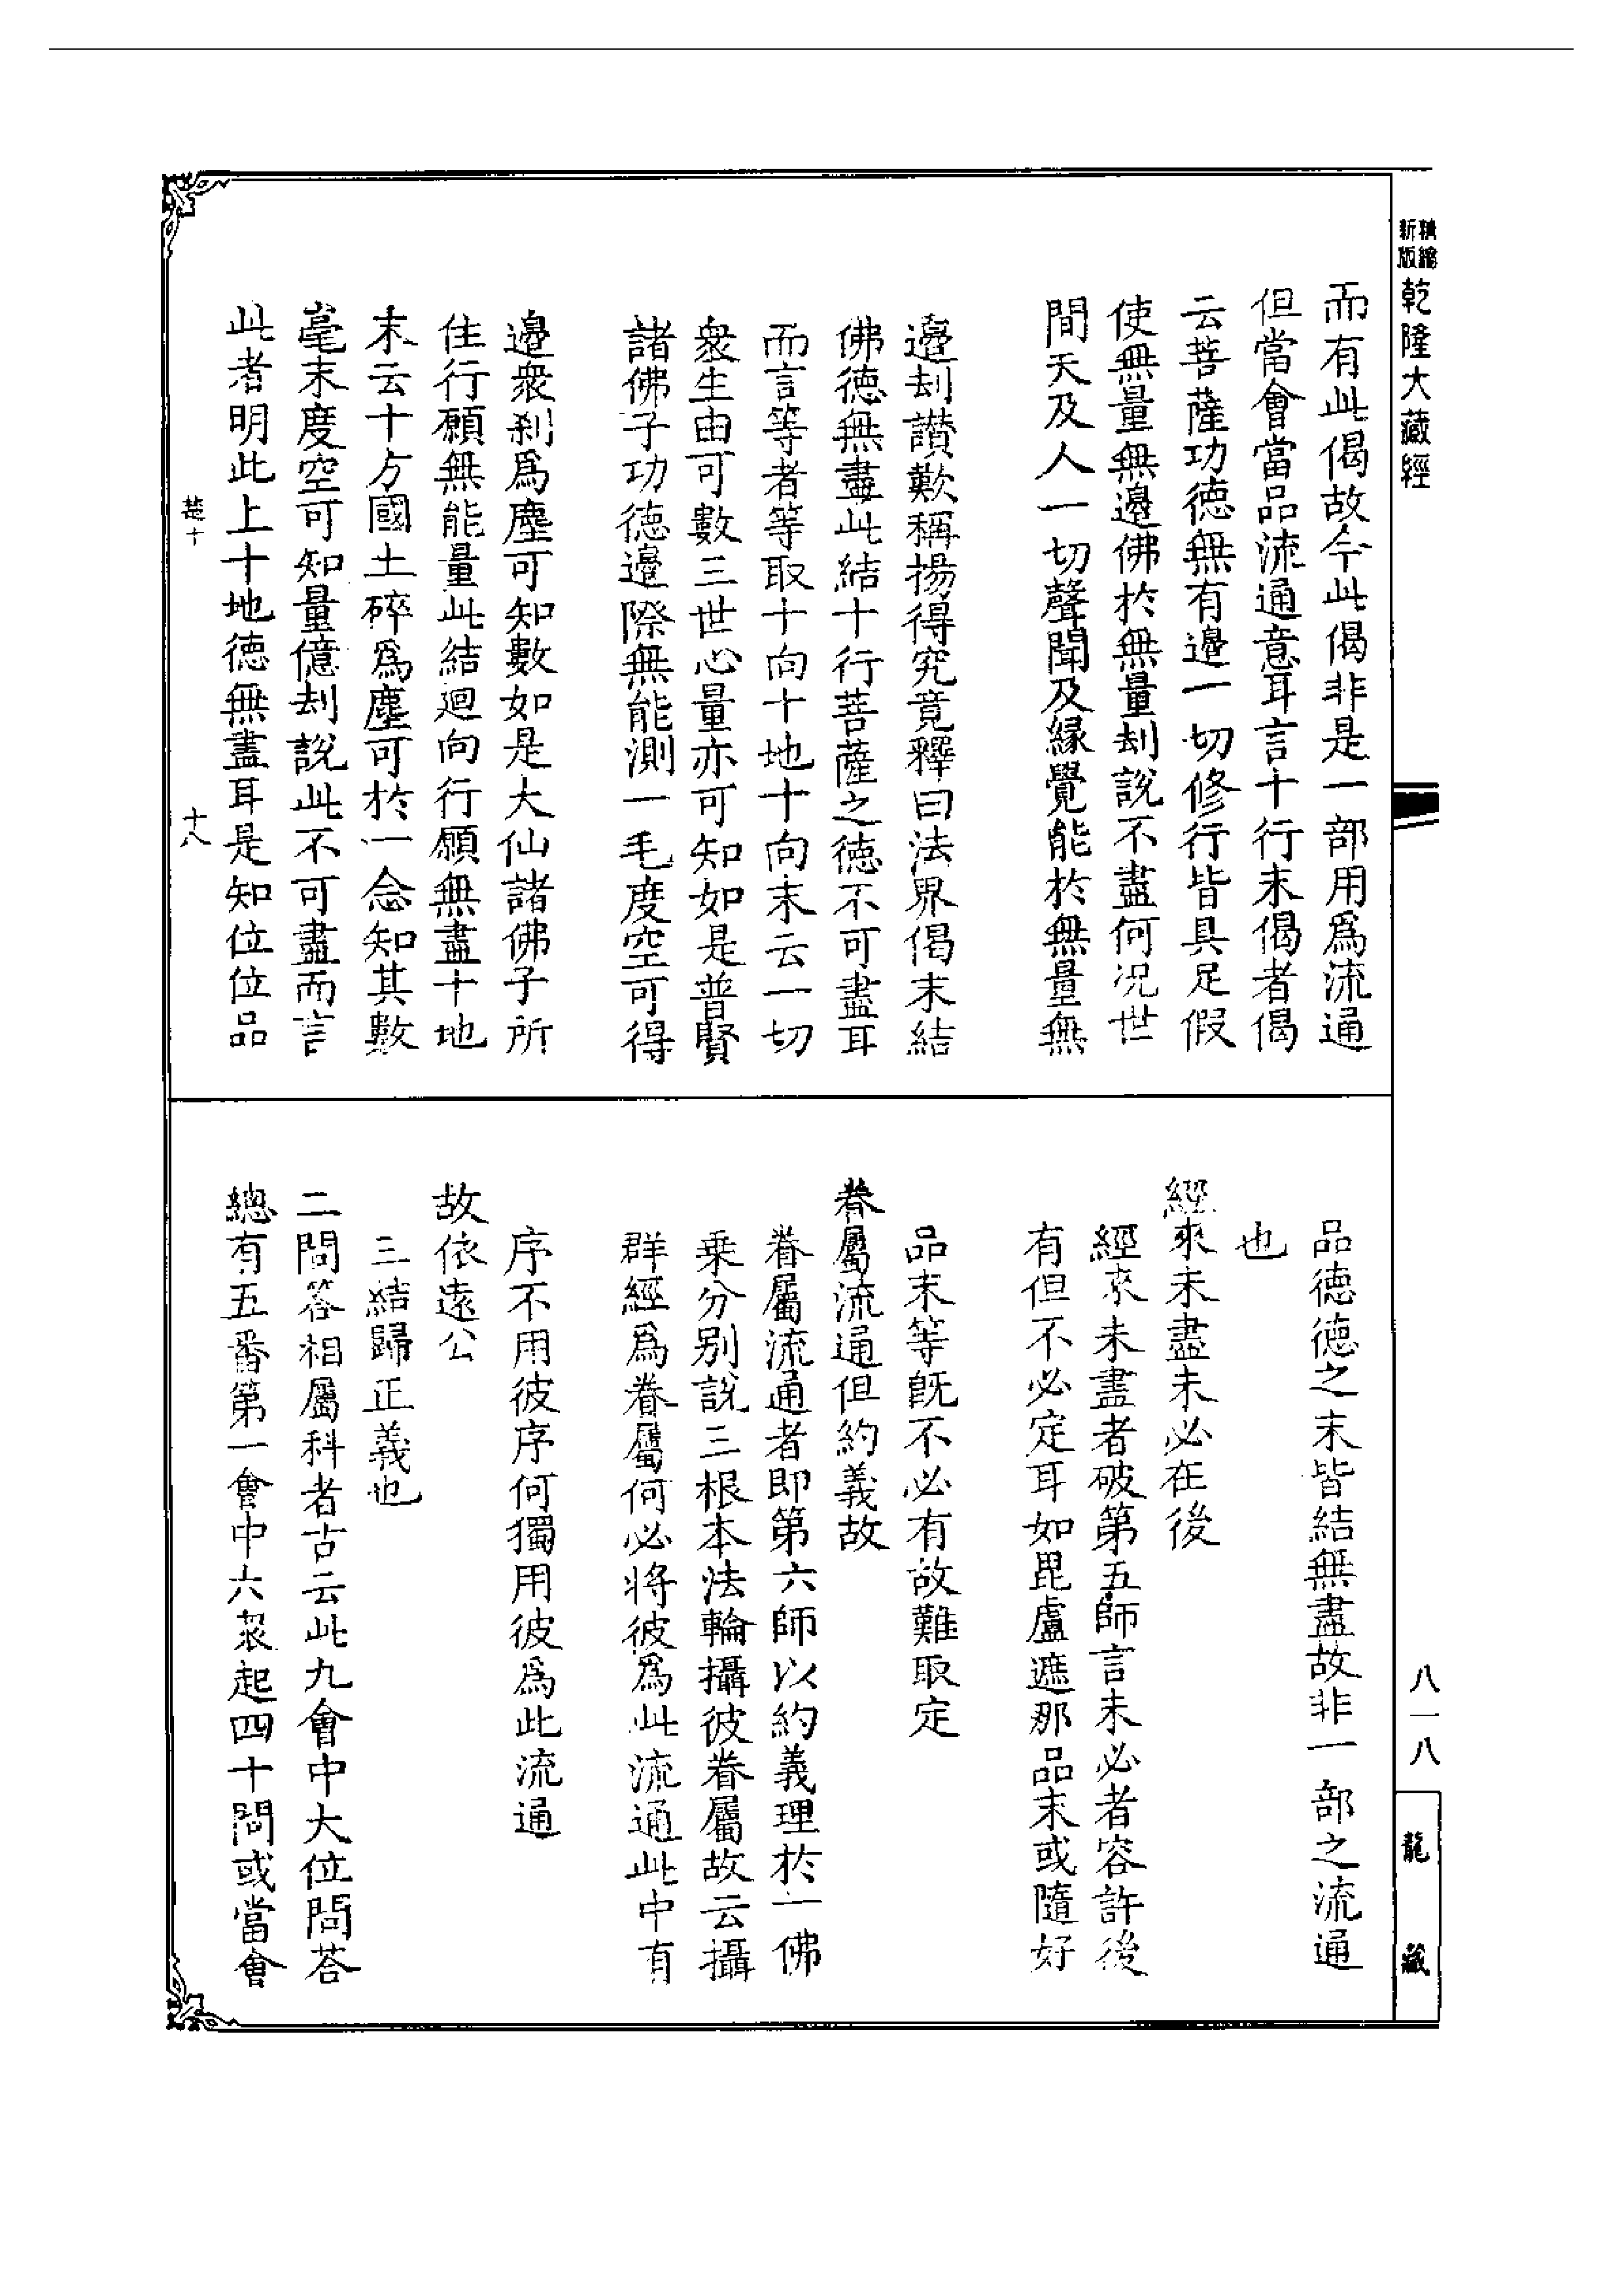 精縮新版
乾隆大藏經
而有此偈故今此偈非是一部用爲流通
但當會當品流通意耳言十行末偈者偈
云菩薩功德無有邊一切修行皆具足假
使無量無邊佛於無量刦說不盡何况世
間天及人一切聲聞及緣覺能於無量無
邊刦讃歎稱揚得究竟釋曰法界偈末結
佛德無盡此結十行菩薩之德不可盡耳
而言等者等取十向十地十向末云一切
衆生由可數三世心量亦可知如是普賢
諸佛子功德邊際無能測一毛度空可得
邊衆刹爲塵可知數如是大仙諸佛子所
住行願無能量此結迴向行願無盡十地
末云十方國土碎爲塵可於一念知其數
毫末度空可知量億刦說此不可盡而言
此者明此上十地德無盡耳是知位位品
楚十
十八
品德德之末皆結無盡故非一部之流通
也
經來未盡未必在後
經來未盡者破第五師言未必者容許後
有但不必定耳如毘盧遮那品末或隨好
品末等旣不必有故難取定
眷屬流通但約義故
眷屬流通者即第六師以約義理於一佛
乘分別說三根本法輪攝彼眷屬故云攝
群經爲眷屬何必將彼爲此流通此中有
序不用彼序何獨用彼爲此流通
故依遠公
三結歸正義也
二問答相屬科者古云此九會中大位問荅
總有五番第一會中六衆起四十問或當會
八一八
龍藏